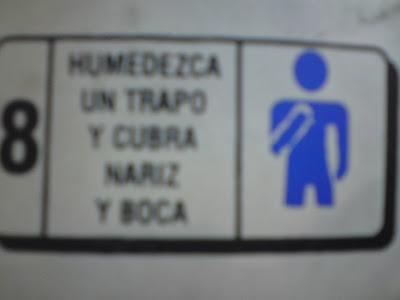 8
HUMEDEZCA
UN TRAPO
Y CUBRA
NARIZ
Y BOCA